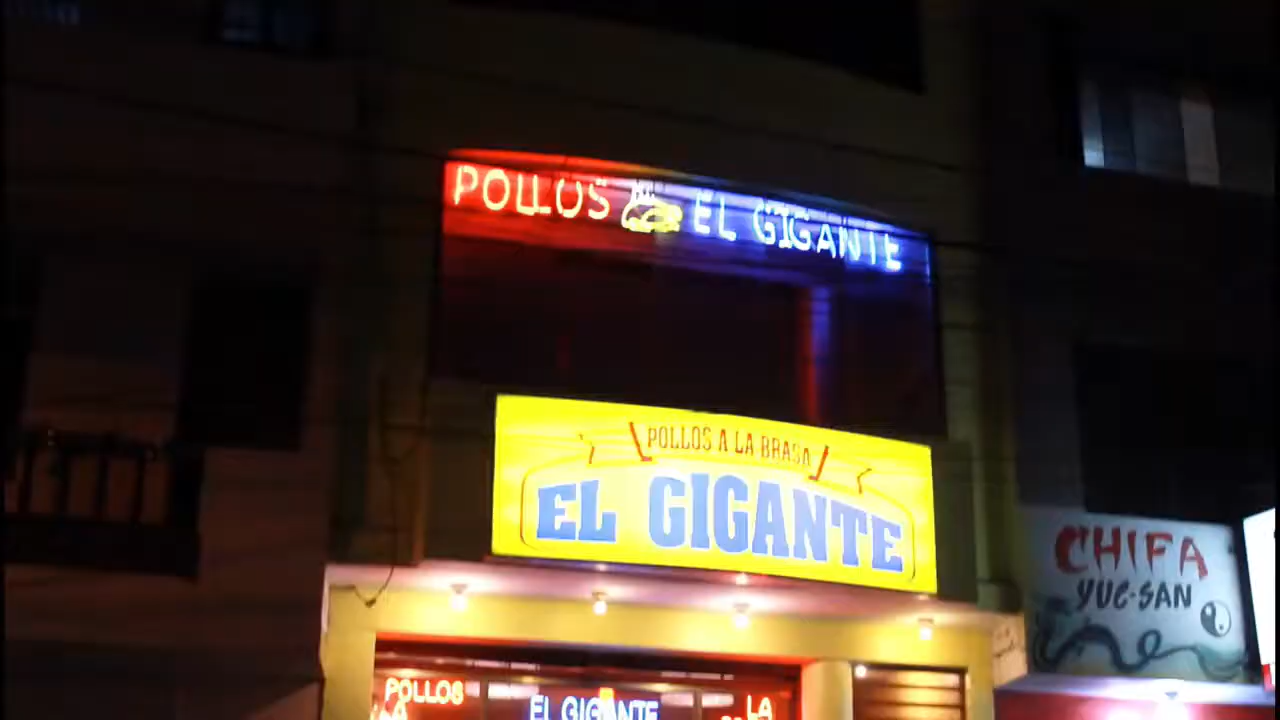 POLLOS EL GIGANTE
POLLOS A LA BRASA
EL GIGANTE
CHIFA
YUC-SAN
POLLOS
EL GIGANTE
LA